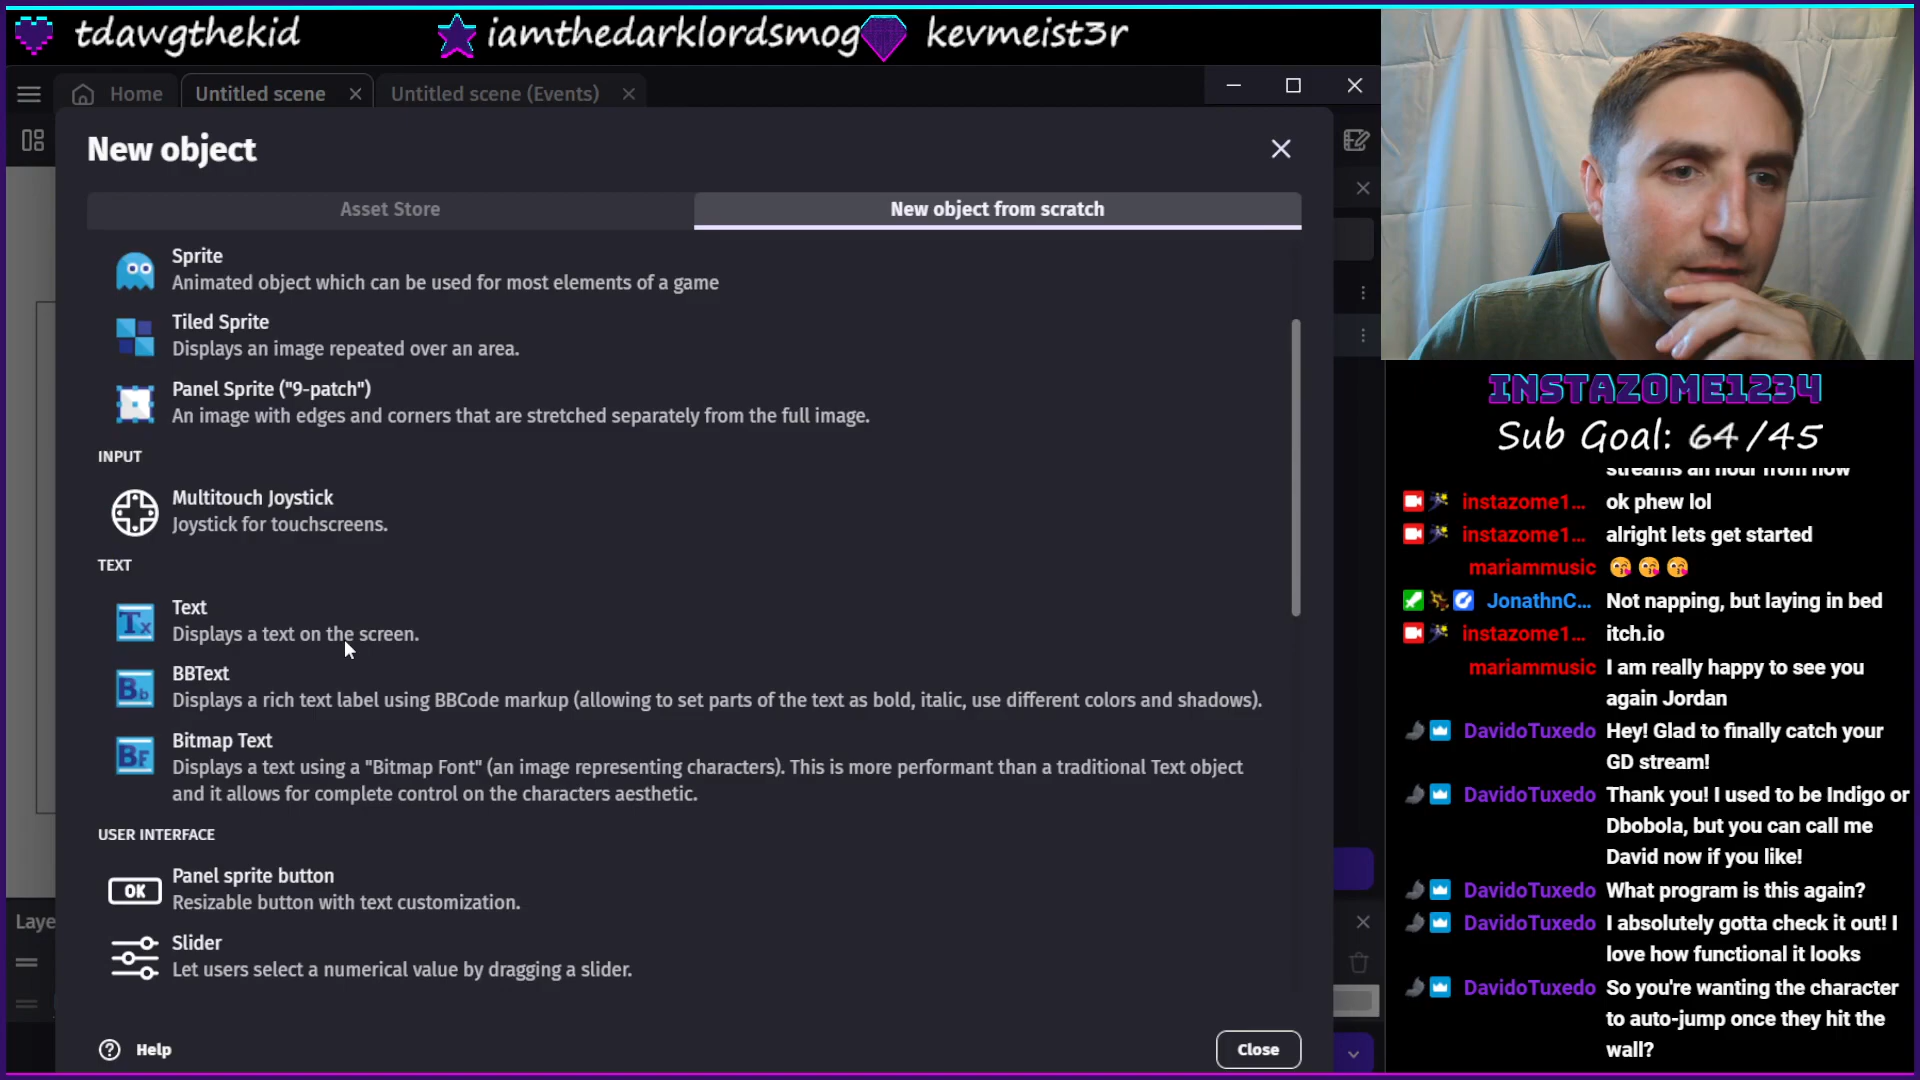 tdawgthekid iamthedarklordsmog kevmeist3r
Home Untitled scene Untitled scene (Events)
New object
Asset Store New object from scratch
Sprite
Animated object which can be used for most elements of a game
Tiled Sprite
Displays an image repeated over an area.
Panel Sprite ("9-patch")
An image with edges and corners that are stretched separately from the full image.
INPUT
Multitouch Joystick
Joystick for touchscreens.
TEXT
Tx Text
Displays a text on the screen.
Bb BBText
Displays a rich text label using BBCode markup (allowing to set parts of the text as bold, italic, use different colors and shadows).
BF Bitmap Text
Displays a text using a "Bitmap Font" (an image representing characters). This is more performant than a traditional Text object
and it allows for complete control on the characters aesthetic.
USER INTERFACE
OK Panel sprite button
Resizable button with text customization.
Slider
Let users select a numerical value by dragging a slider.
? Help Close
Laye
INSTAZOME1234
Sub Goal: 64/45
streams an hour from now
instazome1... ok phew lol
instazome1... alright lets get started
mariammusic 😘 😘 😘
JonathnC... Not napping, but laying in bed
instazome1... itch.io
mariammusic I am really happy to see you
again Jordan
DavidoTuxedo Hey! Glad to finally catch your
GD stream!
DavidoTuxedo Thank you! I used to be Indigo or
Dbobola, but you can call me
David now if you like!
DavidoTuxedo What program is this again?
DavidoTuxedo I absolutely gotta check it out! I
love how functional it looks
DavidoTuxedo So you're wanting the character
to auto-jump once they hit the
wall?